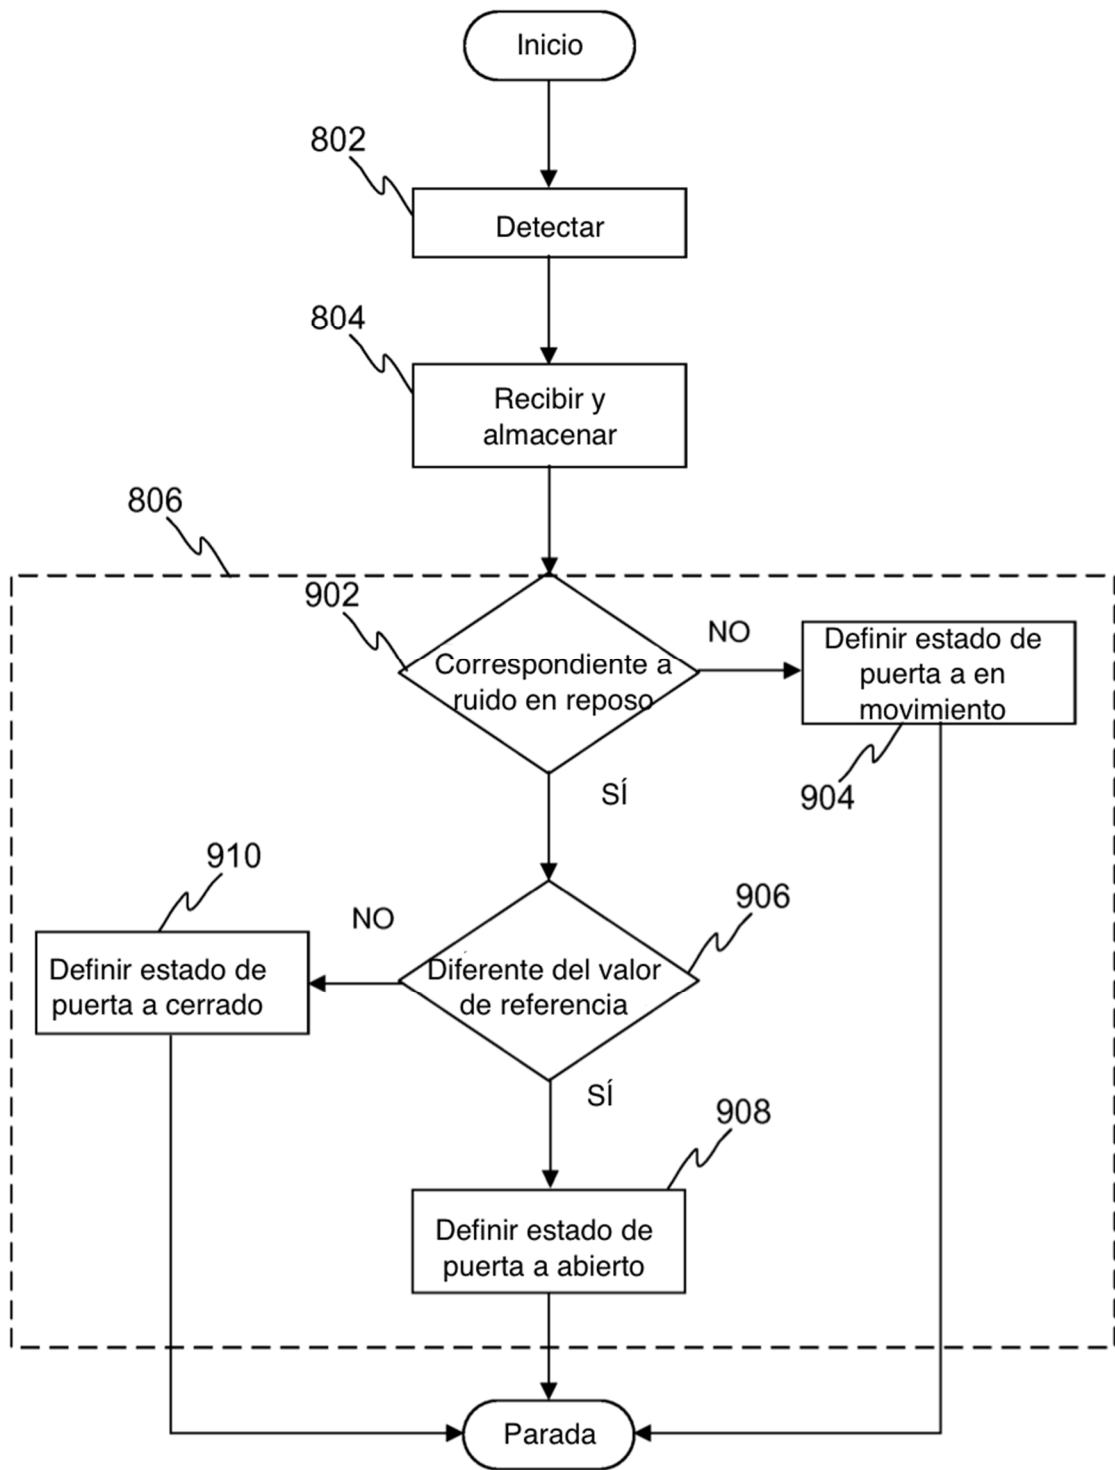 Inicio
802
Detectar
804
Recibir y
almacenar
806
902
Correspondiente a
ruido en reposo
NO
Definir estado de
puerta a en
movimiento
904
SÍ
910
906
NO
Definir estado de
puerta a cerrado
Diferente del valor
de referencia
SÍ
908
Definir estado de
puerta a abierto
Parada